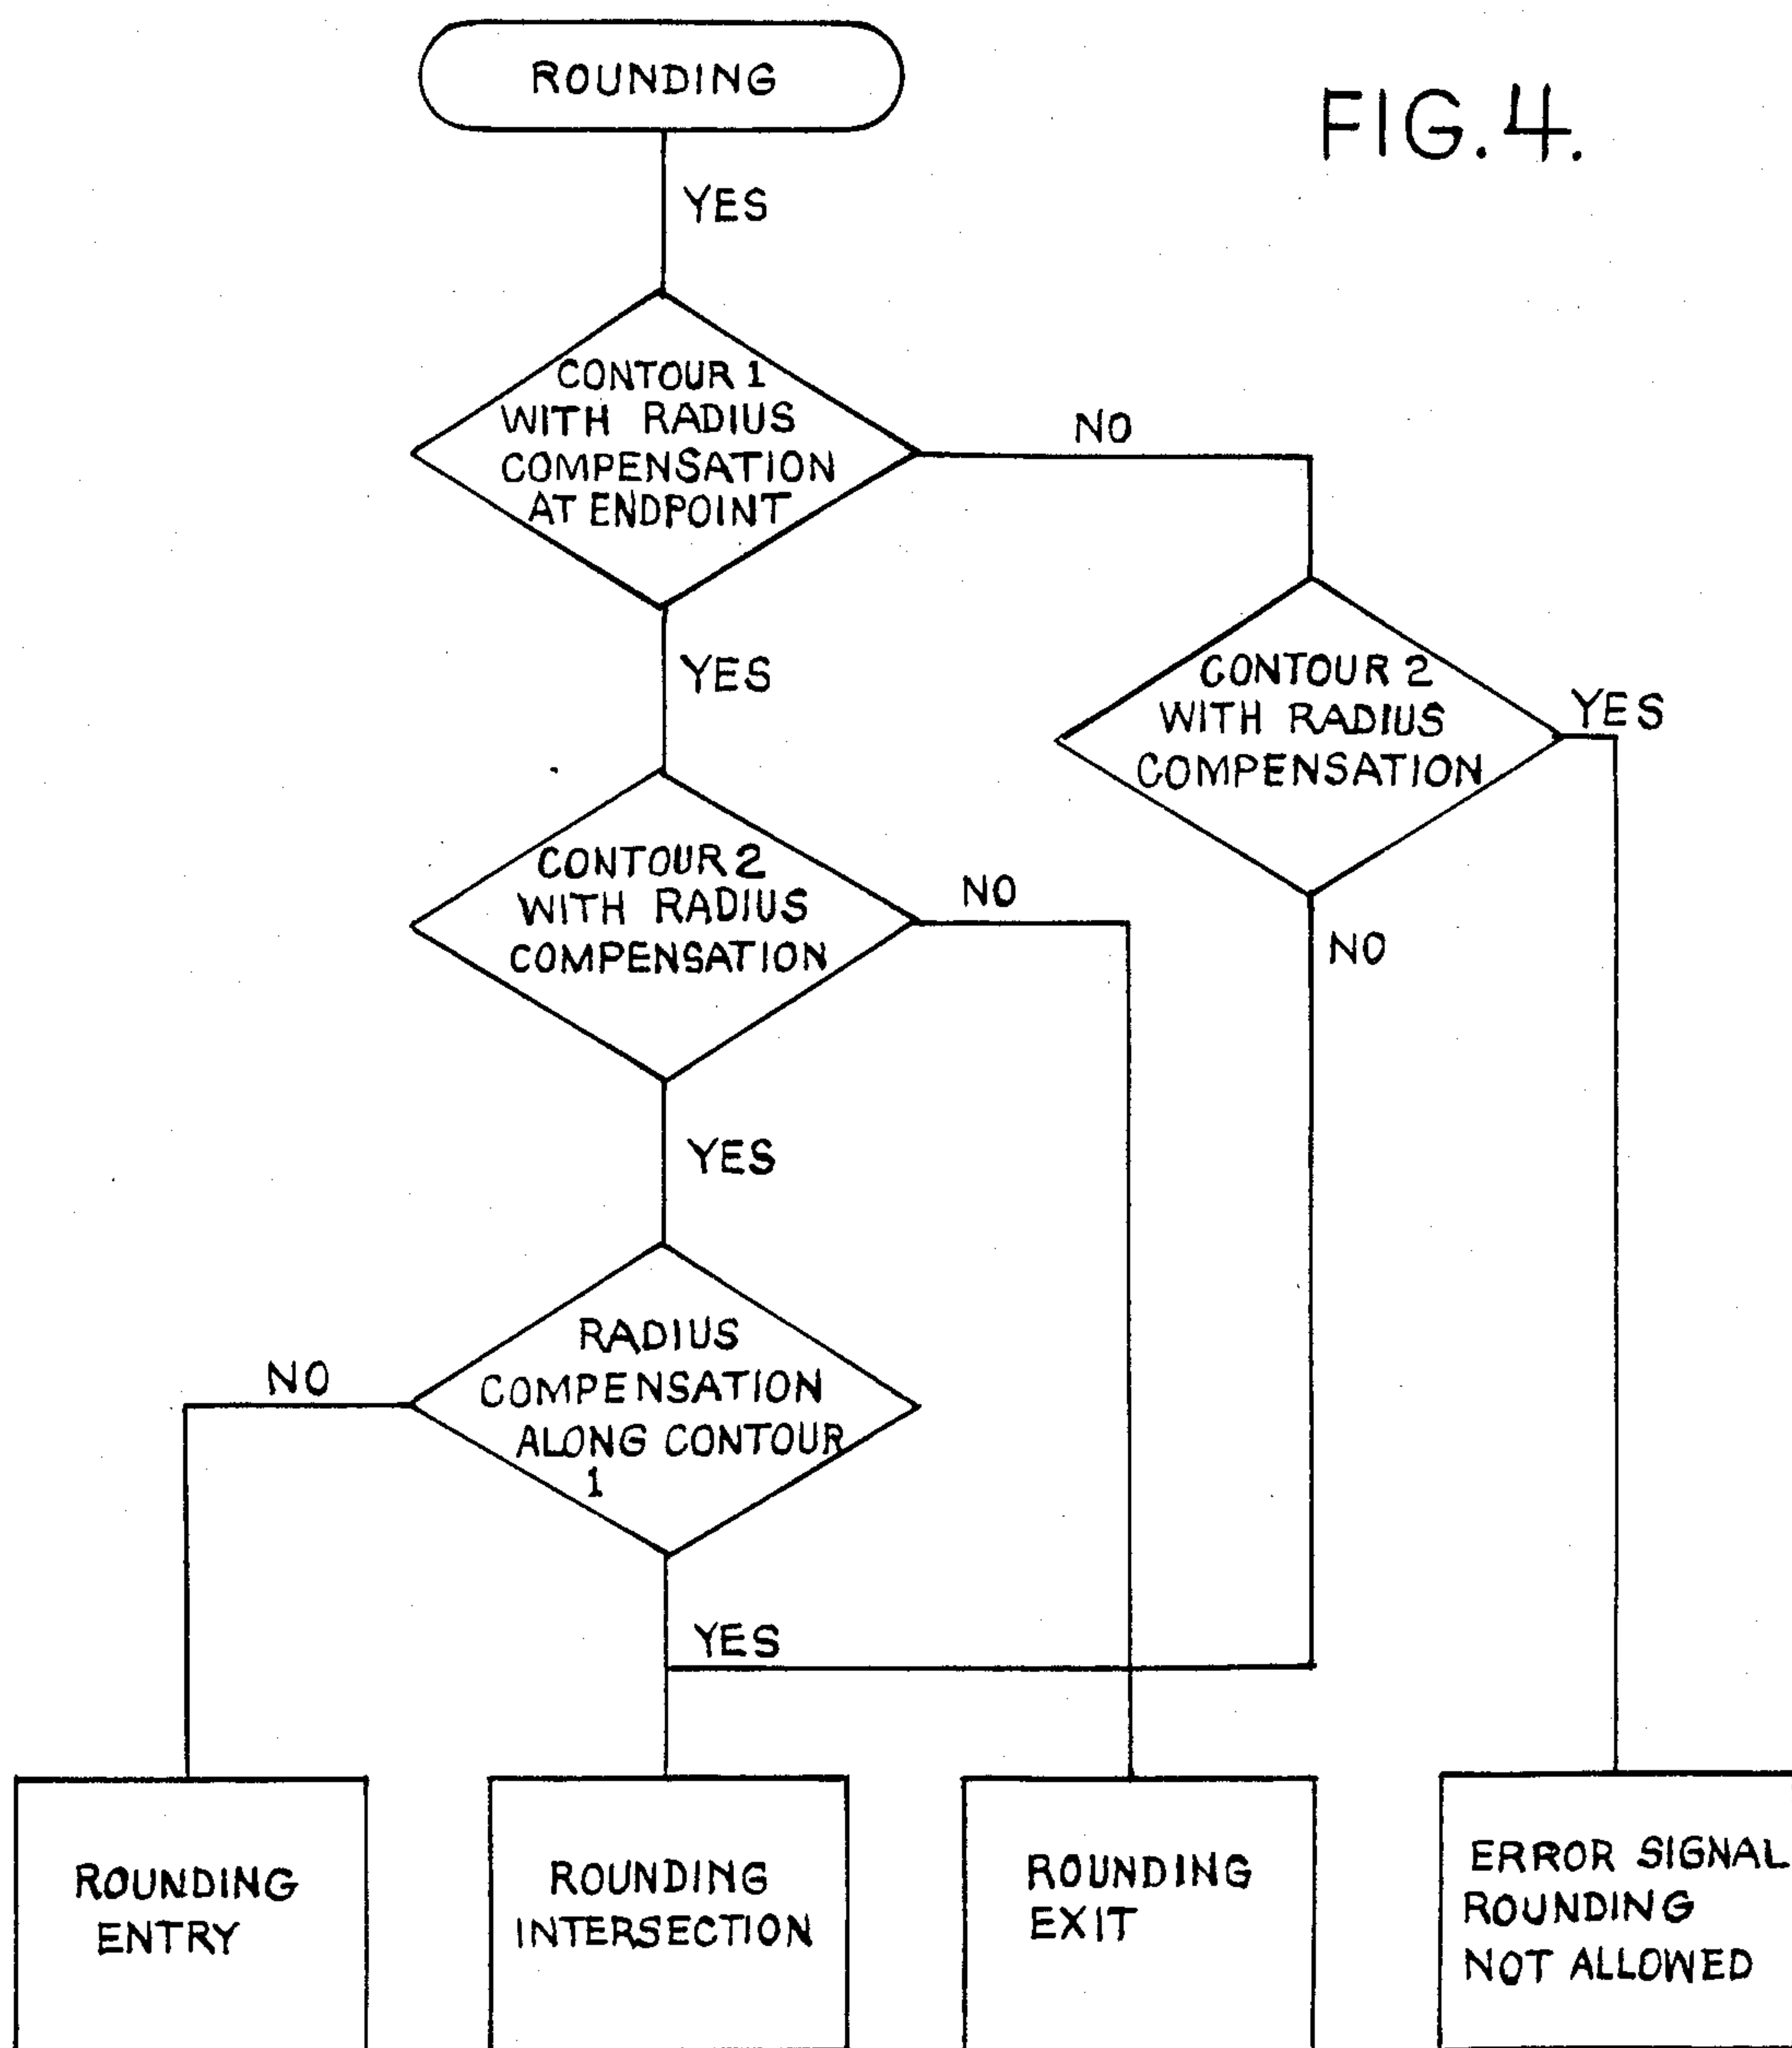 ROUNDING
FIG. 4.
YES
CONTOUR 1
WITH RADIUS
COMPENSATION
AT ENDPOINT
NO
YES
CONTOUR 2
WITH RADIUS
COMPENSATION
YES
CONTOUR 2
WITH RADIUS
COMPENSATION
NO
NO
YES
RADIUS
COMPENSATION
ALONG CONTOUR
1
NO
YES
ROUNDING
ENTRY
ROUNDING
INTERSECTION
ROUNDING
EXIT
ERROR SIGNAL
ROUNDING
NOT ALLOWED